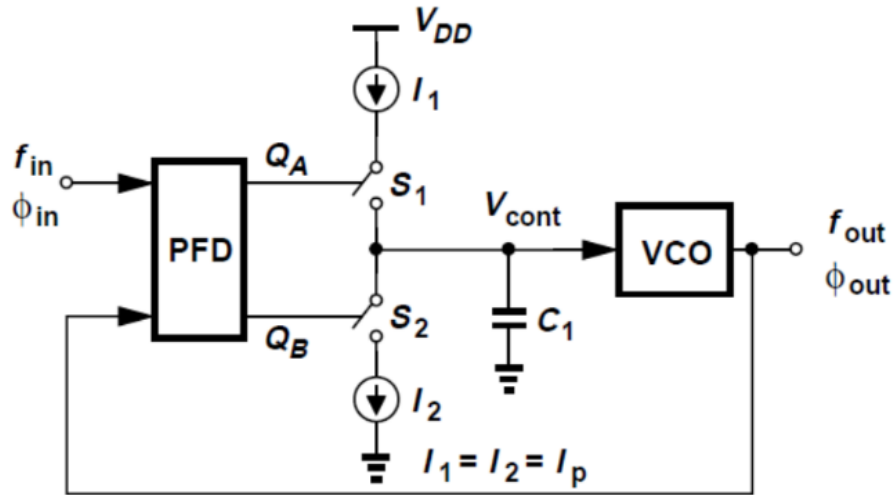 V_DD
I_1
f_in
Q_A
S_1
ϕ_in
V_cont
f_out
PFD
VCO
ϕ_out
S_2
C_1
Q_B
I_2
I_1 = I_2 = I_p